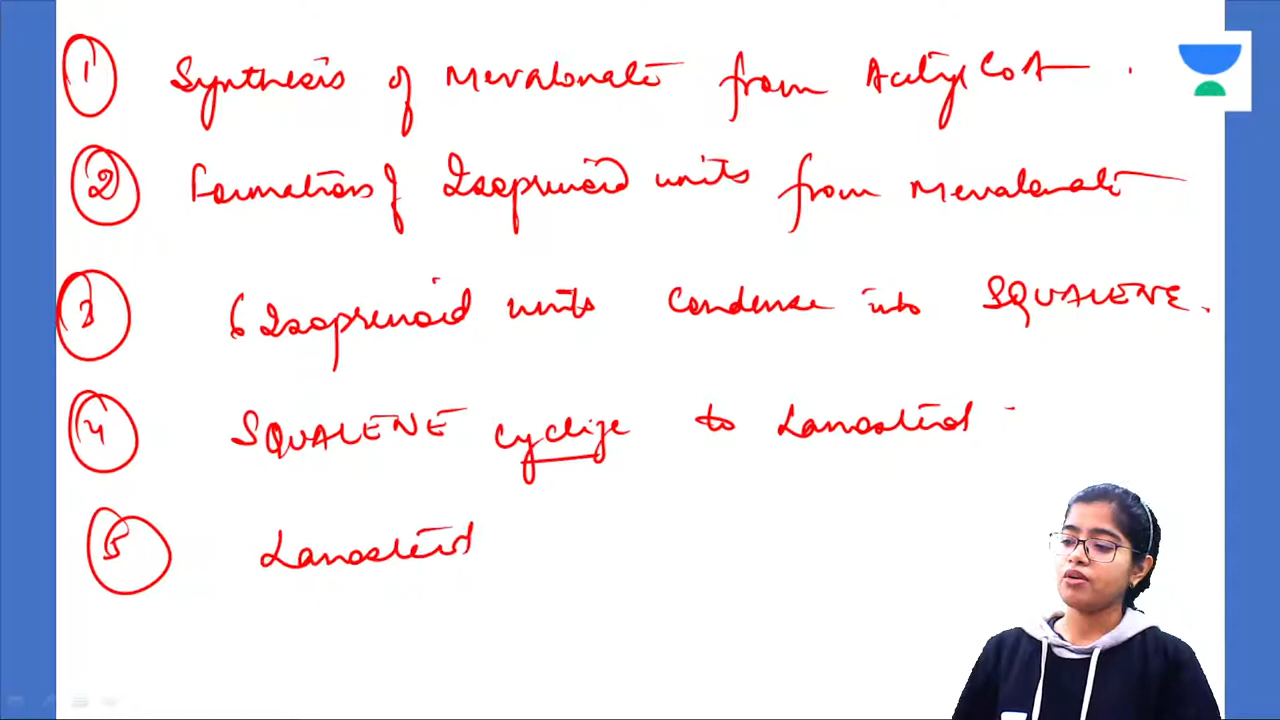 1 Synthesis of Mevalonate from Acetyl CoA.
2 Formation of Isoprenoid units from Mevalonate
3 6 Isoprenoid units condense into SQUALENE.
4 SQUALENE cyclize to Lanosterol
5 Lanosterol